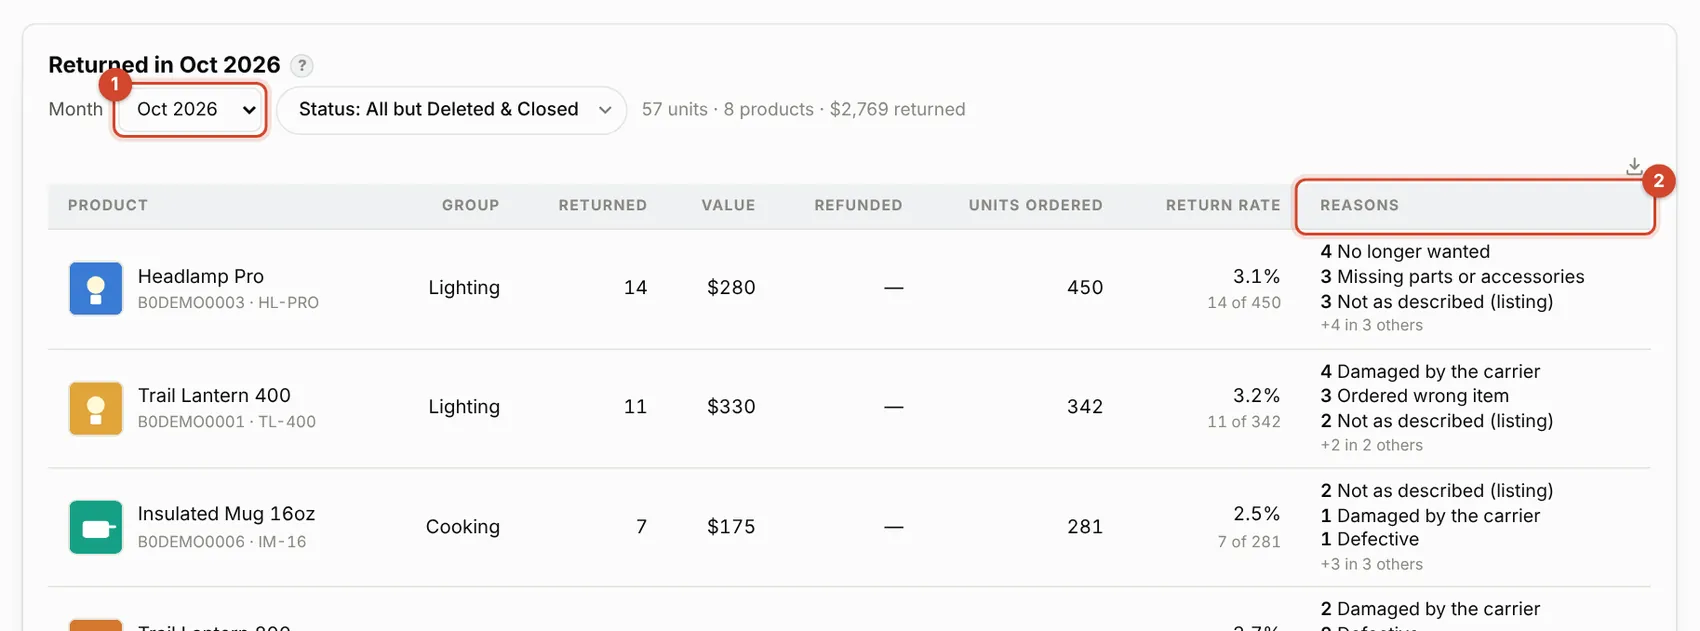 Returned in Oct 2026 ?
1
Month Oct 2026 Status: All but Deleted & Closed 57 units · 8 products · $2,769 returned
2
PRODUCT GROUP RETURNED VALUE REFUNDED UNITS ORDERED RETURN RATE REASONS
Headlamp Pro
B0DEMO0003 · HL-PRO
Lighting 14 $280 — 450
3.1%
14 of 450
4 No longer wanted
3 Missing parts or accessories
3 Not as described (listing)
+4 in 3 others
Trail Lantern 400
B0DEMO0001 · TL-400
Lighting 11 $330 — 342
3.2%
11 of 342
4 Damaged by the carrier
3 Ordered wrong item
2 Not as described (listing)
+2 in 2 others
Insulated Mug 16oz
B0DEMO0006 · IM-16
Cooking 7 $175 — 281
2.5%
7 of 281
2 Not as described (listing)
1 Damaged by the carrier
1 Defective
+3 in 3 others
2 Damaged by the carrier